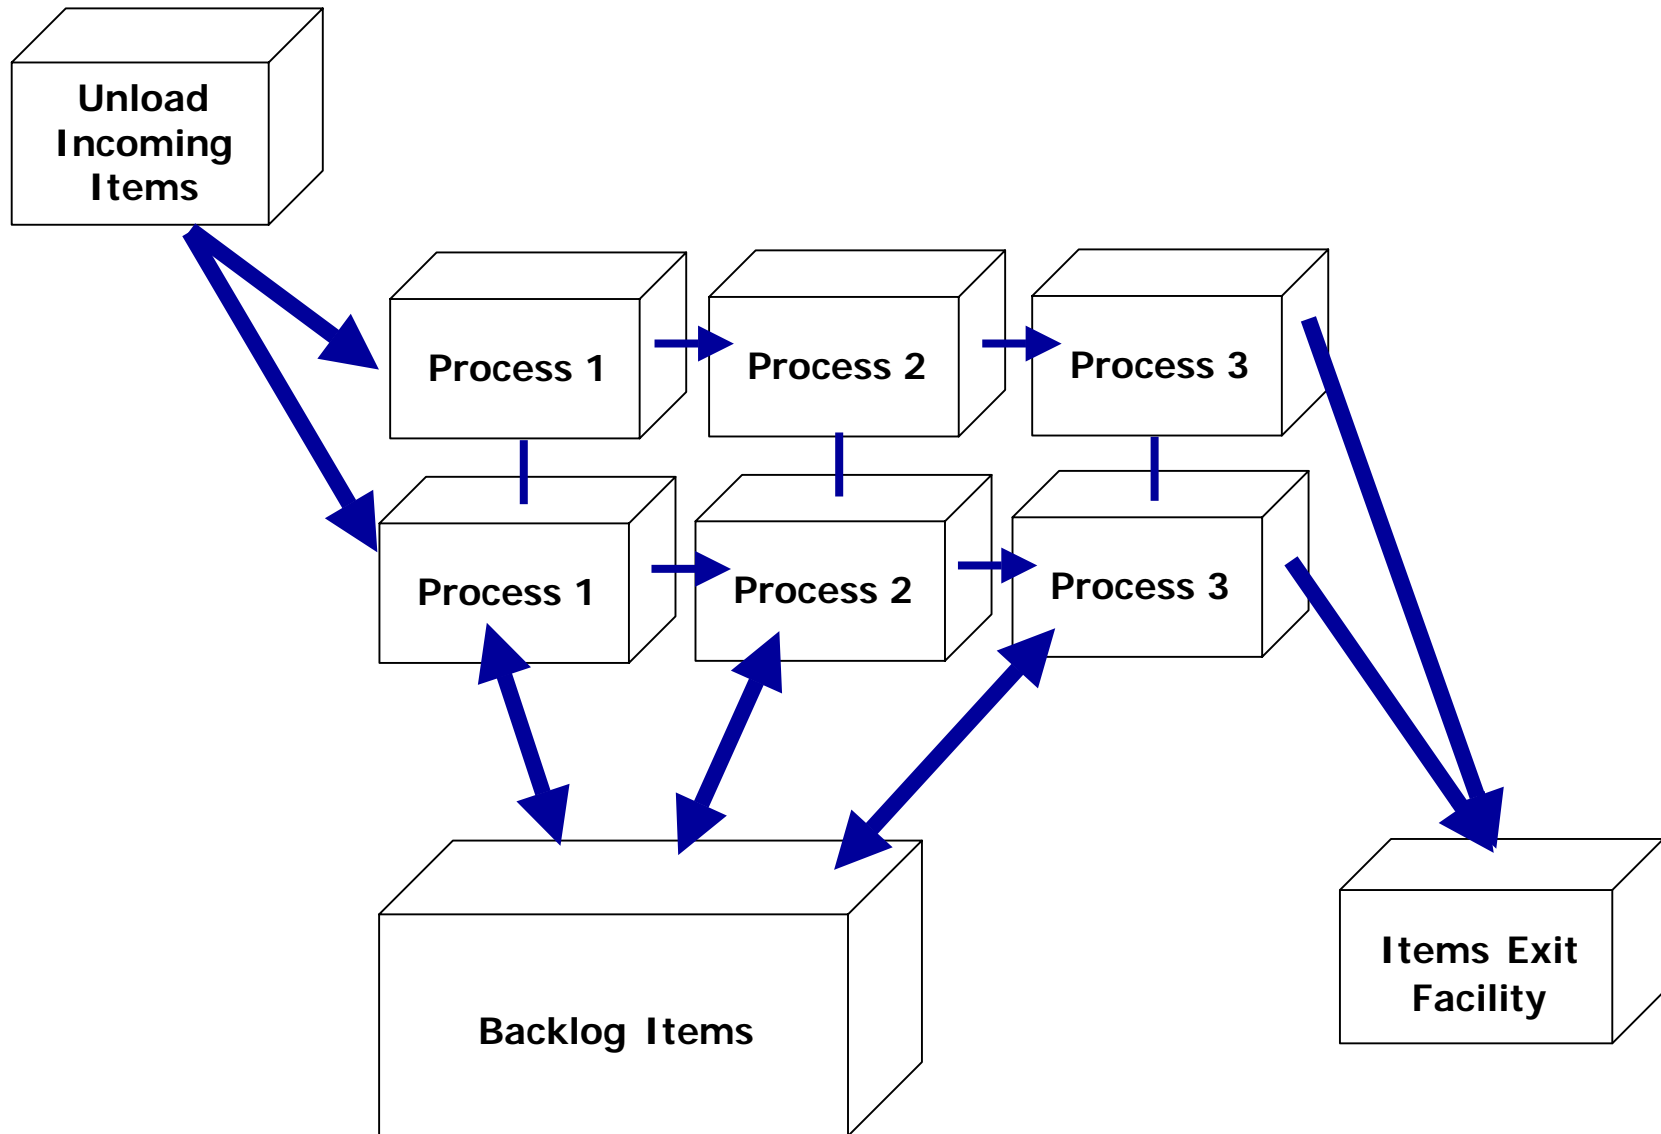 Unload
Incoming
Items
Process 1
Process 2
Process 3
Process 1
Process 2
Process 3
Backlog Items
Items Exit
Facility